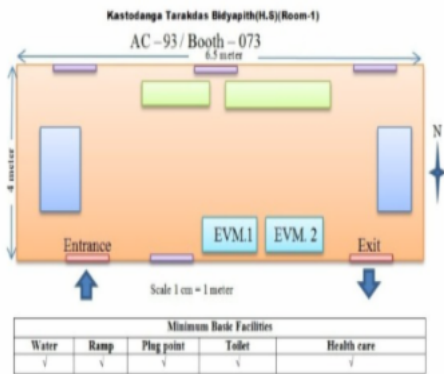 Kastodanga Tarakdas Bidyapith(H.S)(Room-1)
AC –93 / Booth – 073
6.5 meter
4 meter
N
EVM.1 EVM. 2
Entrance Exit
Scale 1 cm = 1 meter
Minimum Basic Facilities
Water Ramp Plug point Toilet Health care
√ √ √ √ √